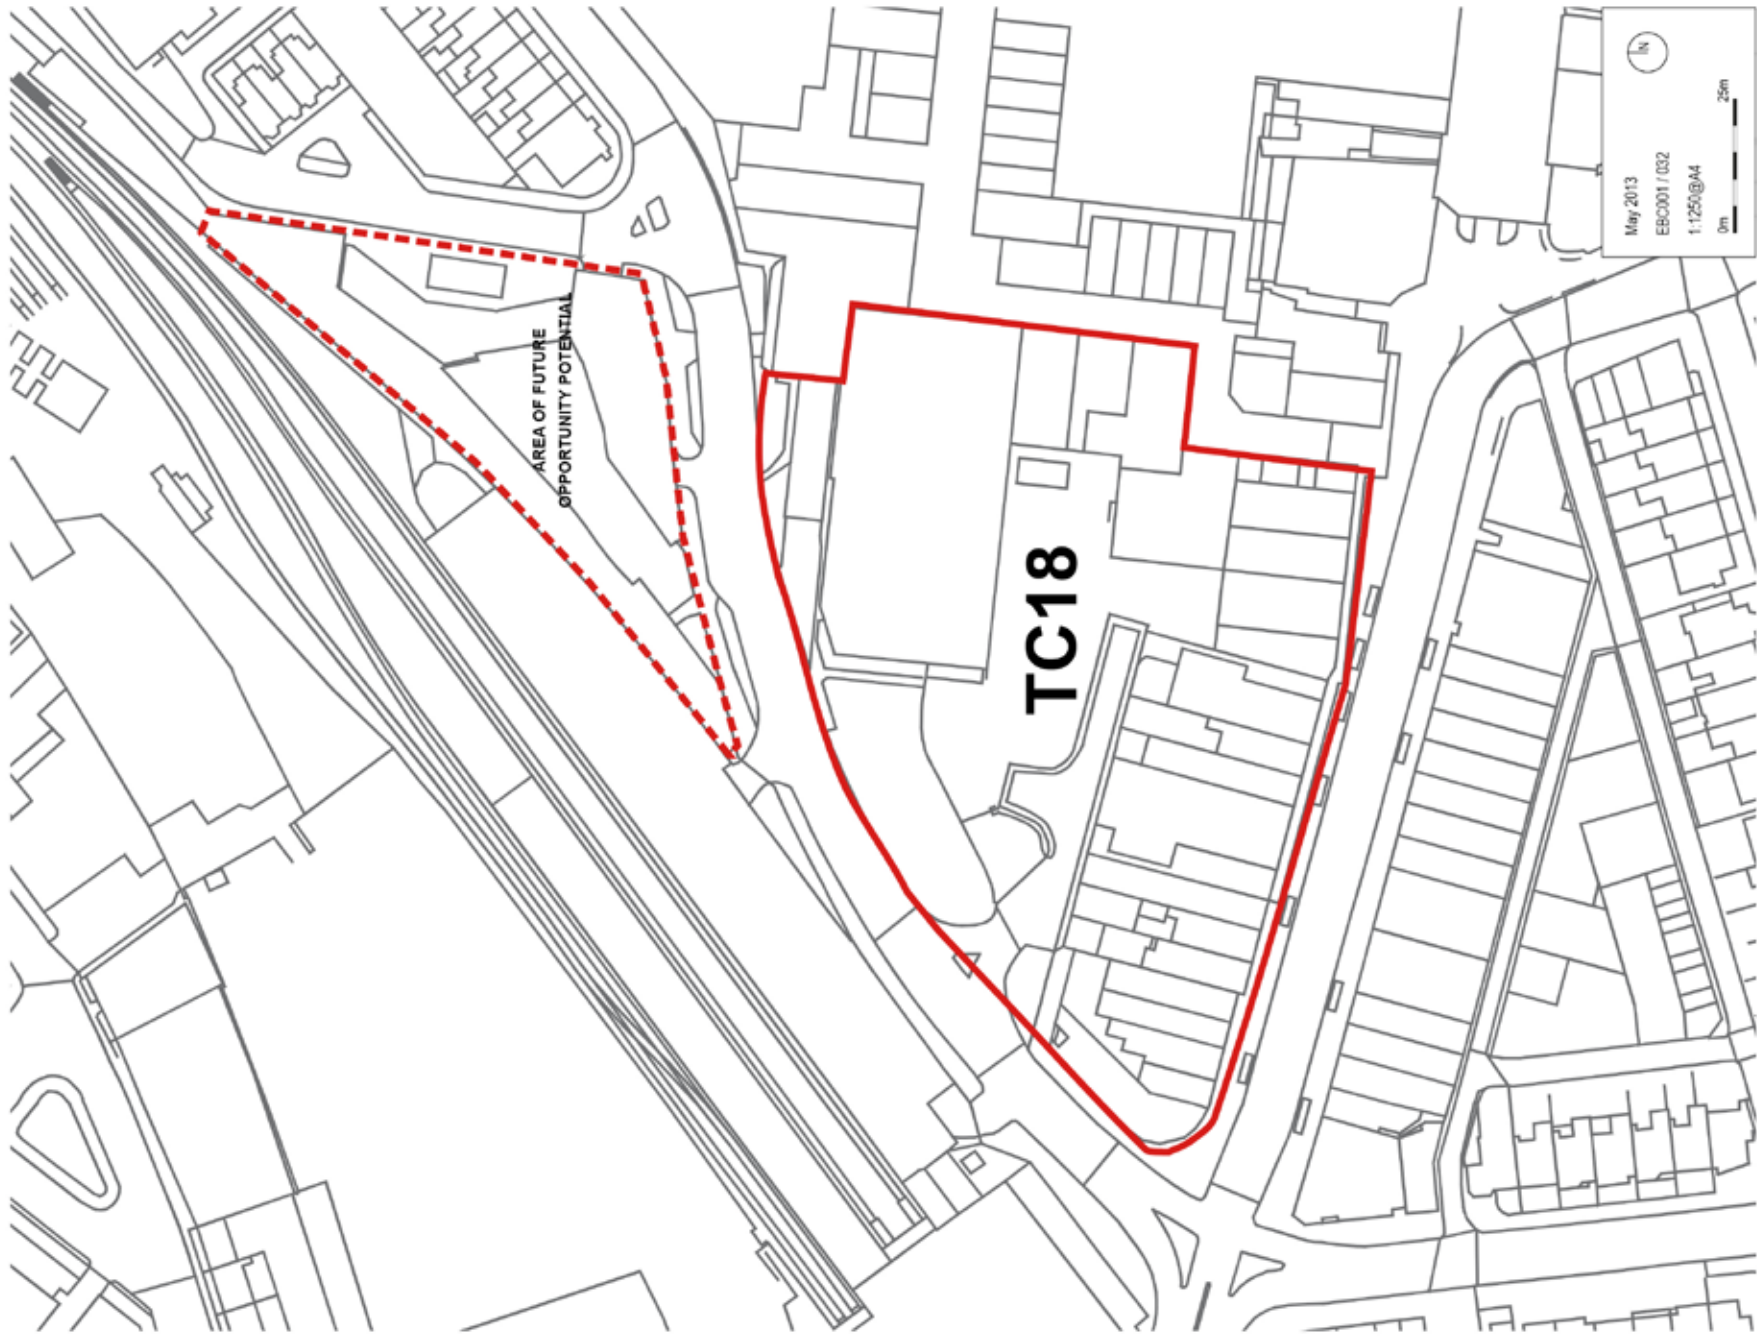 AREA OF FUTURE
OPPORTUNITY POTENTIAL
TC18
May 2013
EBC001 / 032
1:1250@A4
0m
25m
N